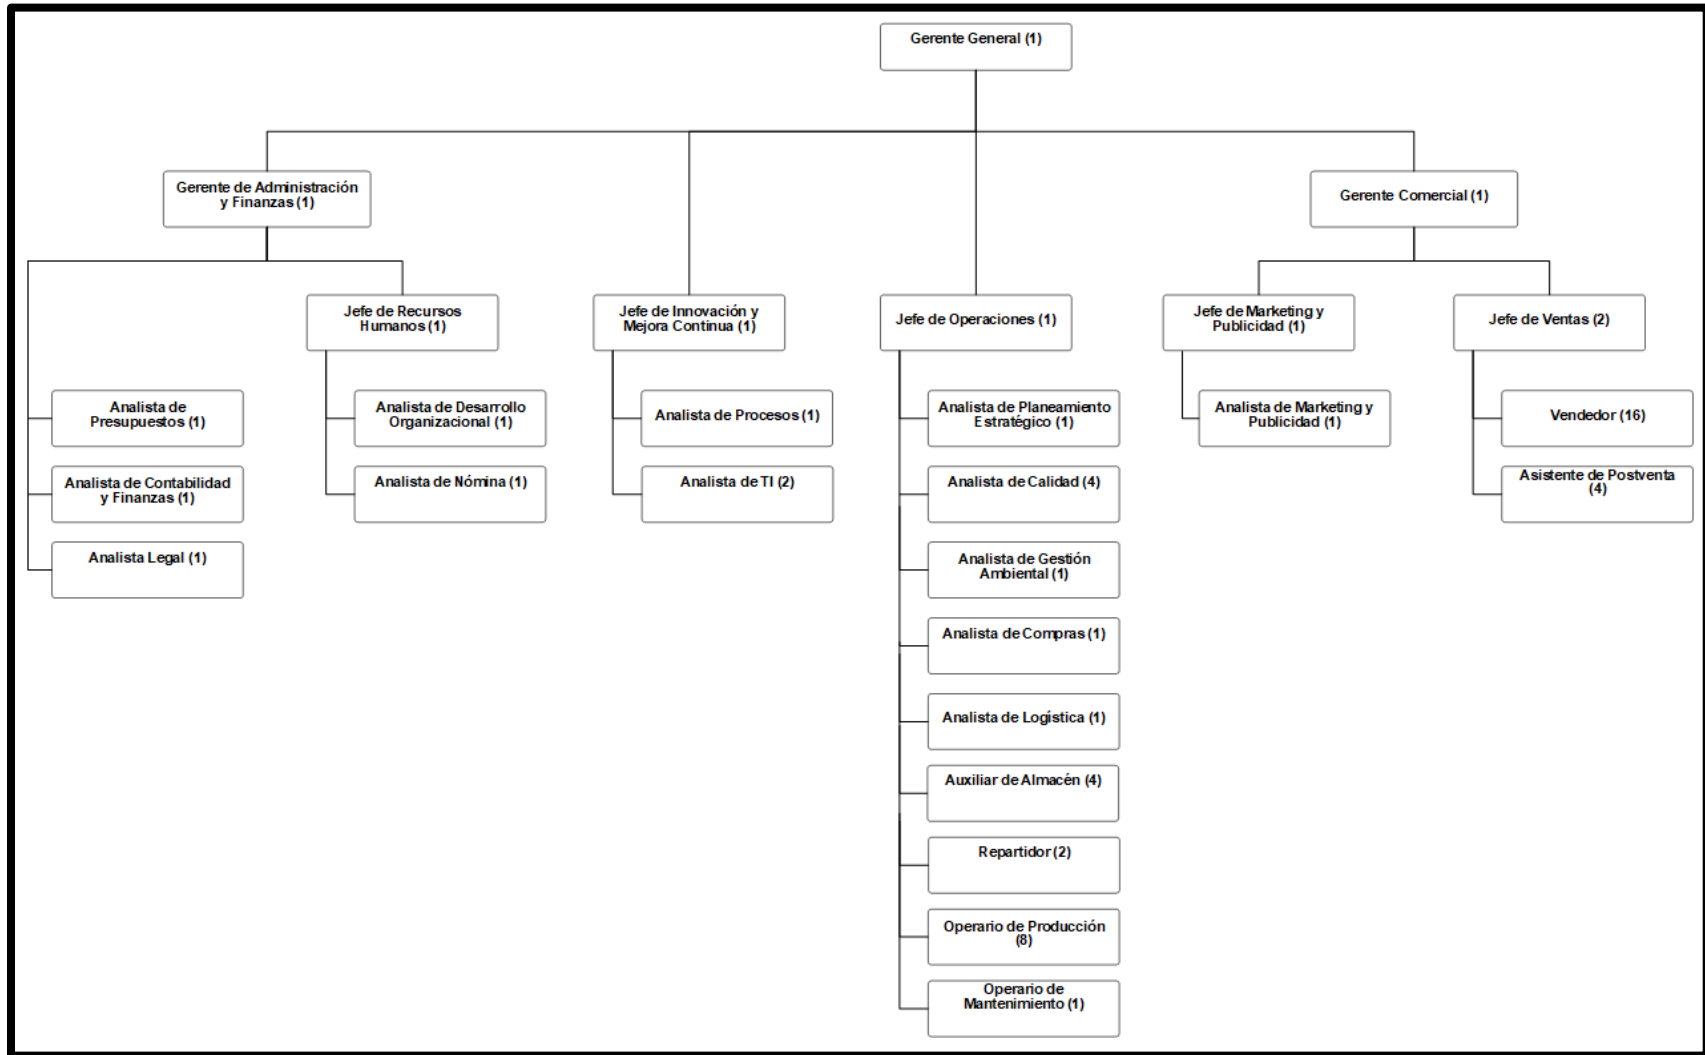 Gerente General (1)
Gerente de Administración
y Finanzas (1)
Gerente Comercial (1)
Jefe de Recursos
Humanos (1)
Jefe de Innovación y
Mejora Continua (1)
Jefe de Operaciones (1)
Jefe de Marketing y
Publicidad (1)
Jefe de Ventas (2)
Analista de
Presupuestos (1)
Analista de Contabilidad
y Finanzas (1)
Analista Legal (1)
Analista de Desarrollo
Organizacional (1)
Analista de Nómina (1)
Analista de Procesos (1)
Analista de TI (2)
Analista de Planeamiento
Estratégico (1)
Analista de Calidad (4)
Analista de Gestión
Ambiental (1)
Analista de Compras (1)
Analista de Logística (1)
Auxiliar de Almacén (4)
Repartidor (2)
Operario de Producción
(8)
Operario de
Mantenimiento (1)
Analista de Marketing y
Publicidad (1)
Vendedor (16)
Asistente de Postventa
(4)